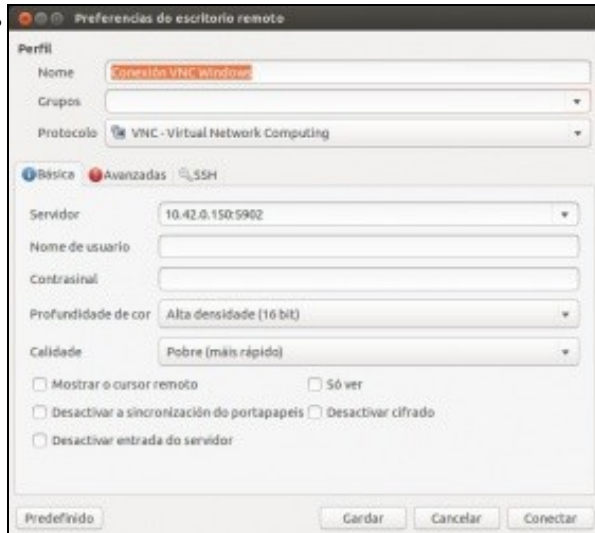 Preferencias do escritorio remoto
Perfil
Nome Conexión VNC Windows
Grupos
Protocolo VNC - Virtual Network Computing
Básica Avanzadas SSH
Servidor 10.42.0.150:5902
Nome de usuario
Contrasinal
Profundidade de cor Alta densidade (16 bit)
Calidade Pobre (máis rápido)
Mostrar o cursor remoto Só ver
Desactivar a sincronización do portapapeis Desactivar cifrado
Desactivar entrada do servidor
Predefinido Gardar Cancelar Conectar